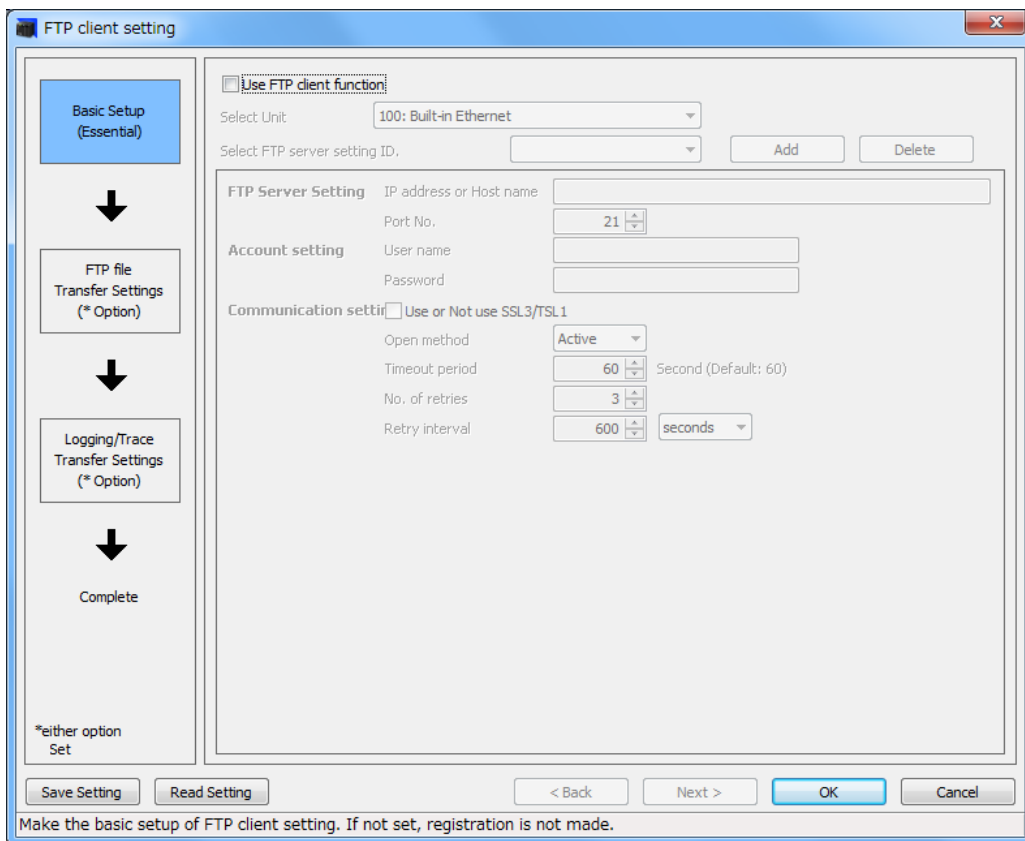 FTP client setting
Basic Setup
(Essential)
FTP file
Transfer Settings
(* Option)
Logging/Trace
Transfer Settings
(* Option)
Complete
*either option
Set
Use FTP client function
Select Unit 100: Built-in Ethernet
Select FTP server setting ID. Add Delete
FTP Server Setting IP address or Host name
Port No. 21
Account setting User name
Password
Communication settin Use or Not use SSL3/TSL1
Open method Active
Timeout period 60 Second (Default: 60)
No. of retries 3
Retry interval 600 seconds
Save Setting Read Setting < Back Next > OK Cancel
Make the basic setup of FTP client setting. If not set, registration is not made.